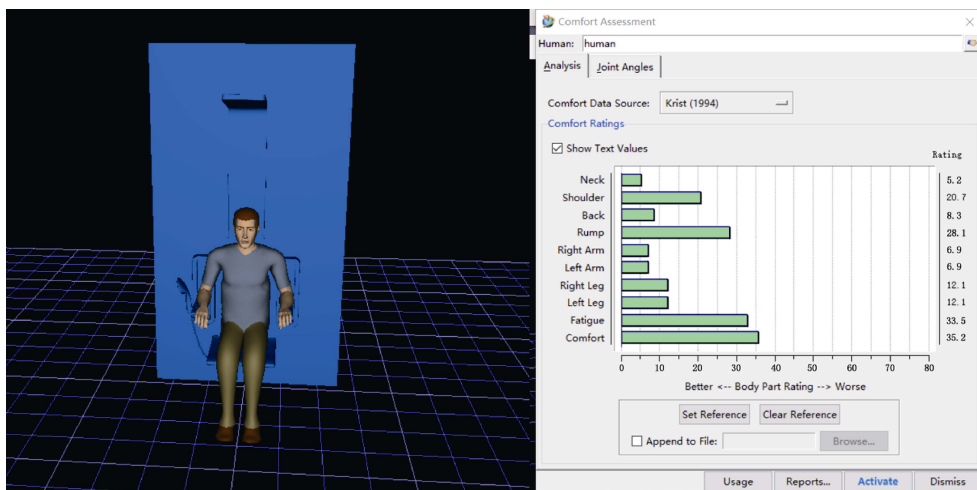 Comfort Assessment
Human: human
Analysis Joint Angles
Comfort Data Source: Krist (1994)
Comfort Ratings
Show Text Values
Rating
Neck 5.2
Shoulder 20.7
Back 8.3
Rump 28.1
Right Arm 6.9
Left Arm 6.9
Right Leg 12.1
Left Leg 12.1
Fatigue 33.5
Comfort 35.2
0 10 20 30 40 50 60 70 80
Better <-- Body Part Rating --> Worse
Set Reference Clear Reference
Append to File: Browse...
Usage Reports... Activate Dismiss